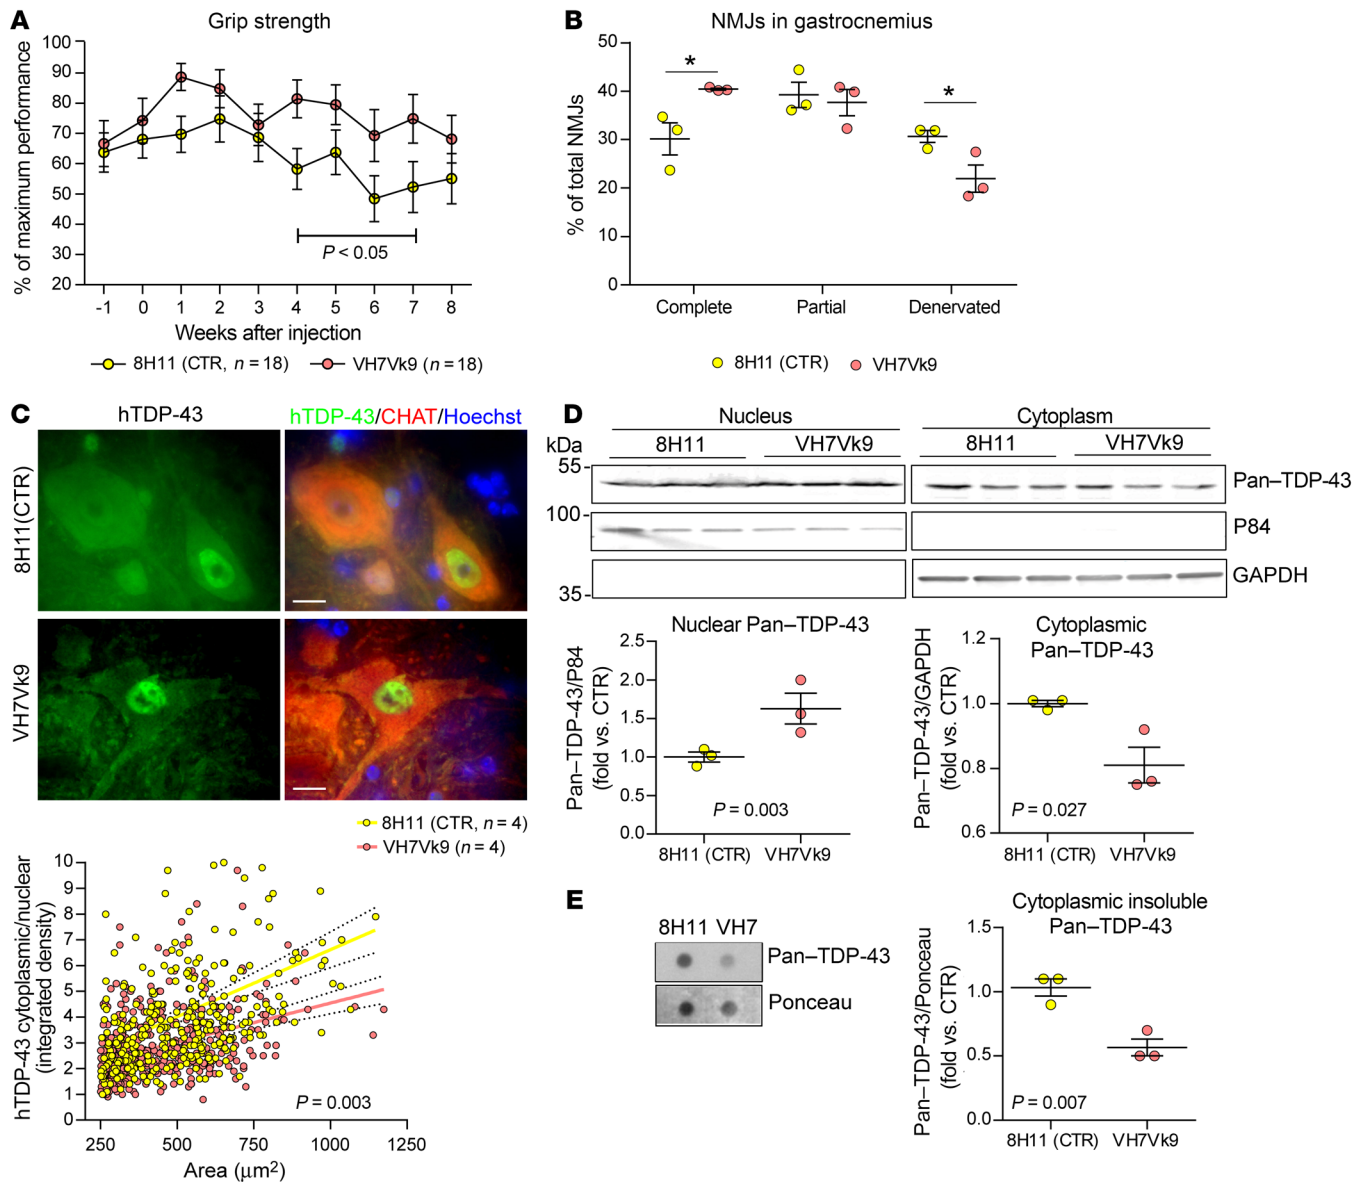 A
Grip strength
% of maximum performance
100
90
80
70
60
50
40
30
20
P < 0.05
-1 0 1 2 3 4 5 6 7 8
Weeks after injection
8H11 (CTR, n = 18) VH7Vk9 (n = 18)
B
NMJs in gastrocnemius
% of total NMJs
50
40
30
20
10
0
* *
Complete Partial Denervated
8H11 (CTR) VH7Vk9
C
hTDP-43 hTDP-43/CHAT/Hoechst
8H11(CTR)
VH7Vk9
8H11 (CTR, n = 4)
VH7Vk9 (n = 4)
hTDP-43 cytoplasmic/nuclear
(integrated density)
10
9
8
7
6
5
4
3
2
1
0
P = 0.003
250 500 750 1000 1250
Area (µm2)
D
Nucleus Cytoplasm
kDa 8H11 VH7Vk9 8H11 VH7Vk9
55
Pan–TDP-43
100
P84
GAPDH
35
Nuclear Pan–TDP-43
Pan–TDP-43/P84
(fold vs. CTR)
2.5
2.0
1.5
1.0
0.5
0.0
P = 0.003
8H11 (CTR) VH7Vk9
Cytoplasmic
Pan–TDP-43
Pan–TDP-43/GAPDH
(fold vs. CTR)
1.2
1.0
0.8
0.6
P = 0.027
8H11 (CTR) VH7Vk9
E
8H11 VH7
Pan–TDP-43
Ponceau
Cytoplasmic insoluble
Pan–TDP-43
Pan–TDP-43/Ponceau
(fold vs. CTR)
1.5
1.0
0.5
0.0
P = 0.007
8H11 (CTR) VH7Vk9